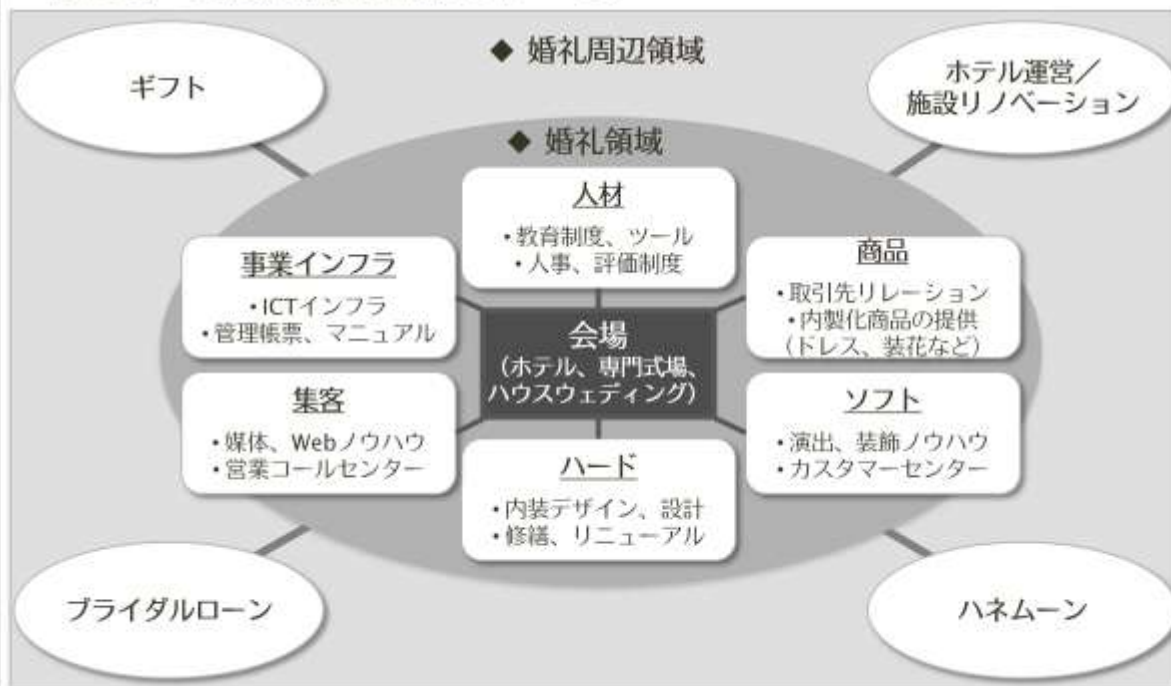 ◆ 婚礼周辺領域
ギフト
ホテル運営／
施設リノベーション
◆ 婚礼領域
人材
•教育制度、ツール
•人事、評価制度
事業インフラ
•ICTインフラ
•管理帳票、マニュアル
商品
•取引先リレーション
•内製化商品の提供
（ドレス、装花など）
会場
（ホテル、専門式場、
ハウスウェディング）
集客
•媒体、Webノウハウ
•営業コールセンター
ソフト
•演出、装飾ノウハウ
•カスタマーセンター
ハード
•内装デザイン、設計
•修繕、リニューアル
ブライダルローン
ハネムーン